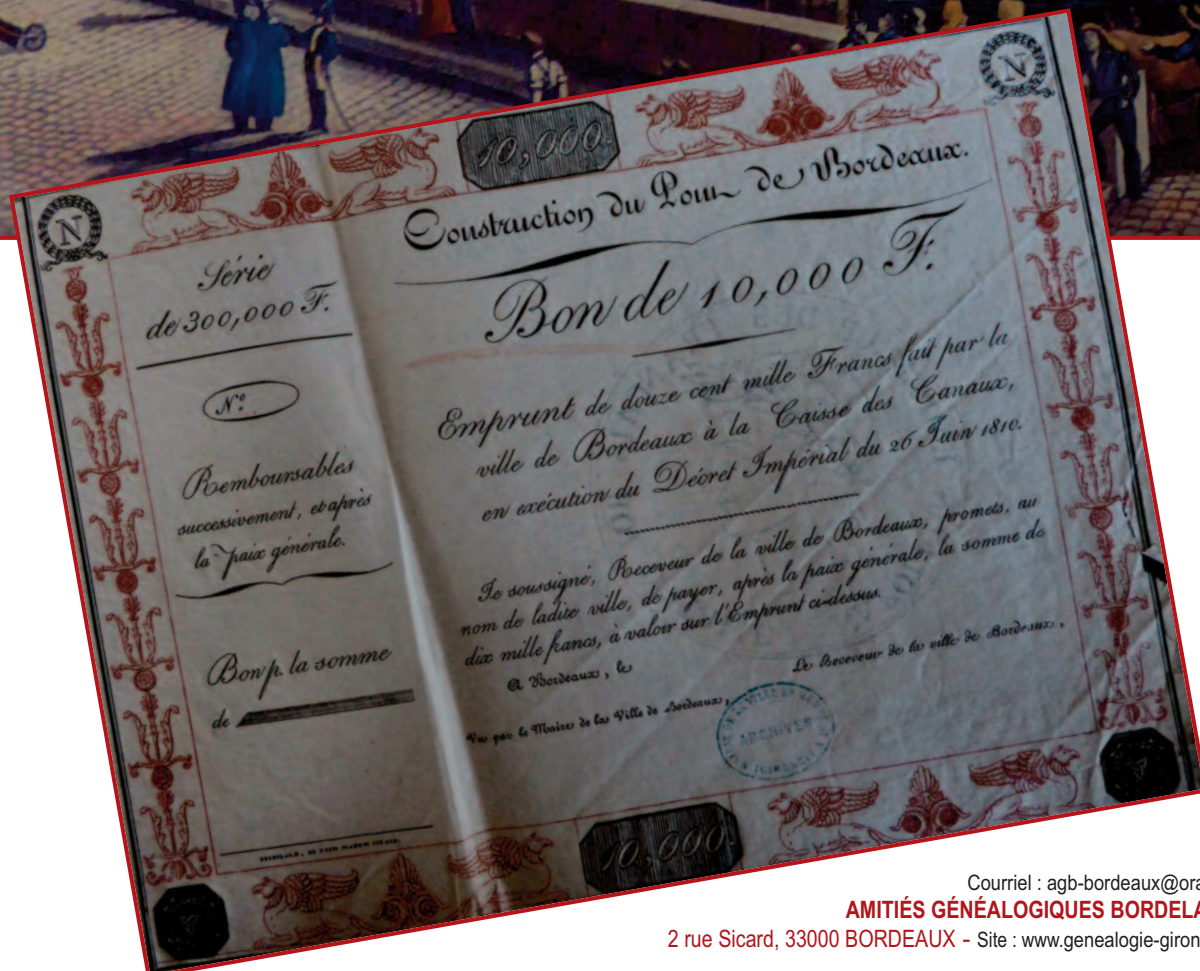 N
10,000.
N
Série
de 300,000 F.
N.º
Remboursables
successivement, et après
la paix générale.
Bon p. la somme
de
Construction du Pont de Bordeaux.
Bon de 10,000 F.
Emprunt de douze cent mille Francs fait par la
ville de Bordeaux à la Caisse des Canaux,
en exécution du Décret Impérial du 26 Juin 1810.
Je soussigné, Receveur de la ville de Bordeaux, promets, au
nom de ladite ville, de payer, après la paix générale, la somme de
dix mille francs, à valoir sur l'Emprunt ci-dessus.
A Bordeaux, le
Le Receveur de la ville de Bordeaux,
Vu par le Maire de la Ville de Bordeaux,
ARCHIVES
10,000.
Courriel : agb-bordeaux@ora
AMITIÉS GÉNÉALOGIQUES BORDELA
2 rue Sicard, 33000 BORDEAUX - Site : www.genealogie-giron